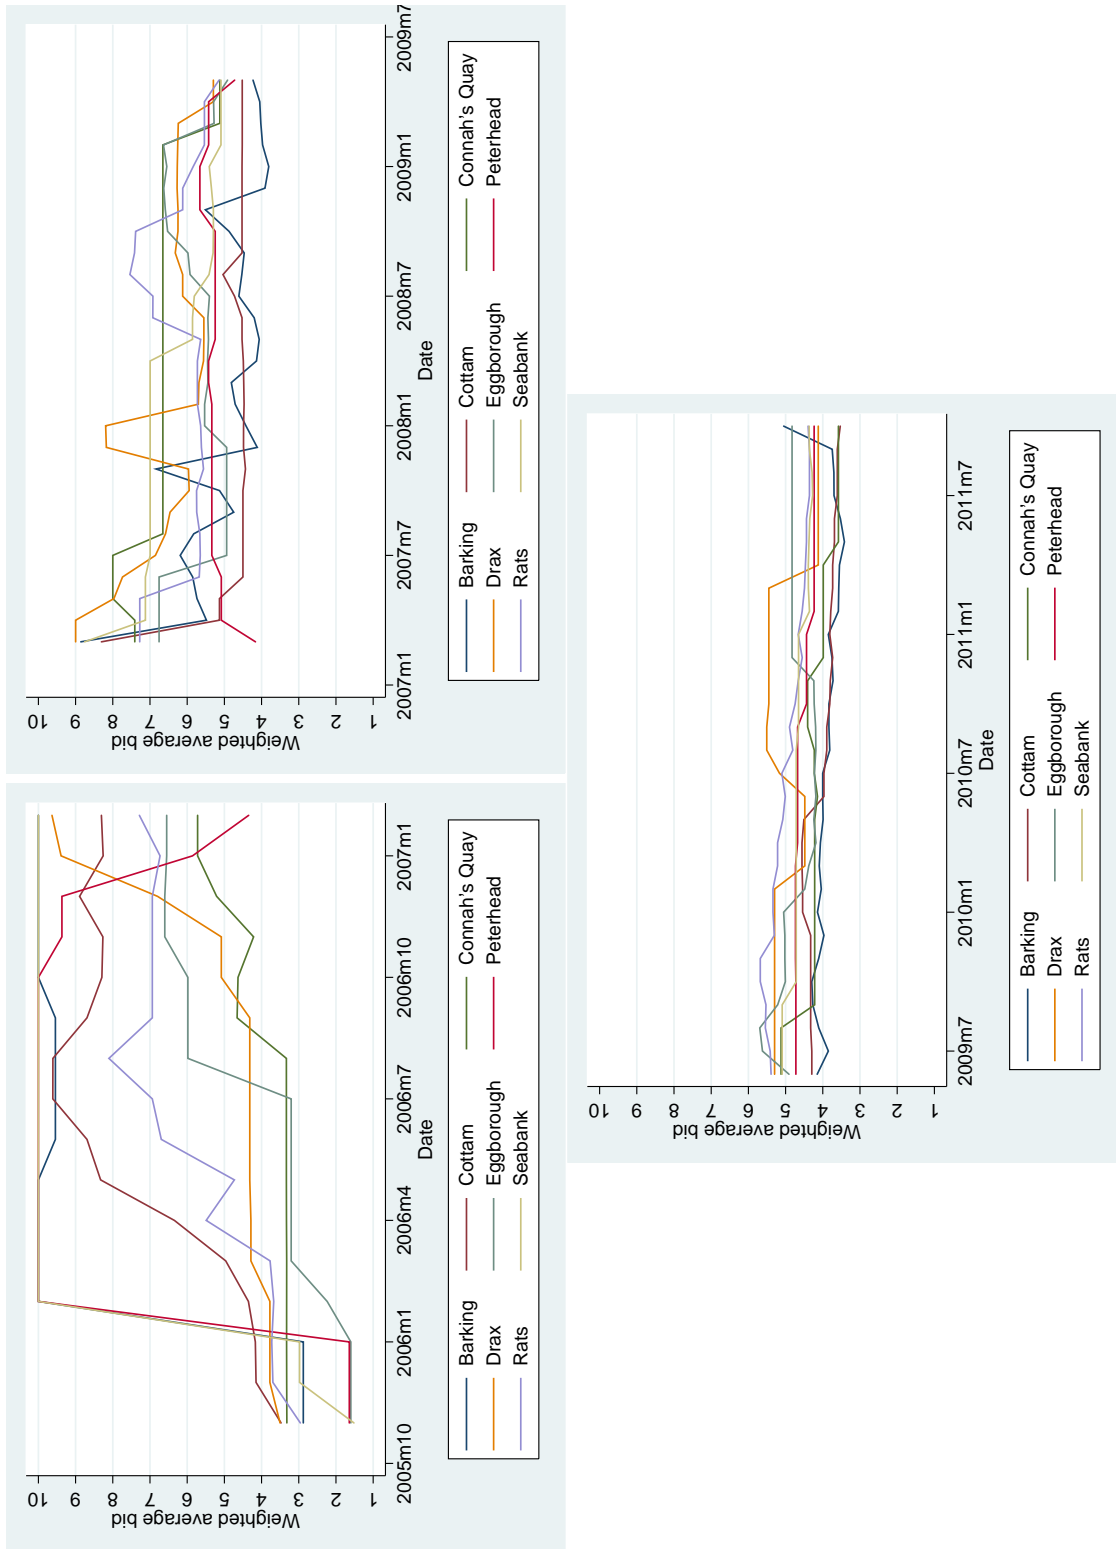 Weighted average bid
1 2 3 4 5 6 7 8 9 10
2005m10 2006m1 2006m4 2006m7 2006m10 2007m1
Date
Barking Cottam Connah's Quay
Drax Eggborough Peterhead
Rats Seabank
Weighted average bid
1 2 3 4 5 6 7 8 9 10
2007m1 2007m7 2008m1 2008m7 2009m1 2009m7
Date
Barking Cottam Connah's Quay
Drax Eggborough Peterhead
Rats Seabank
Weighted average bid
1 2 3 4 5 6 7 8 9 10
2009m7 2010m1 2010m7 2011m1 2011m7
Date
Barking Cottam Connah's Quay
Drax Eggborough Peterhead
Rats Seabank